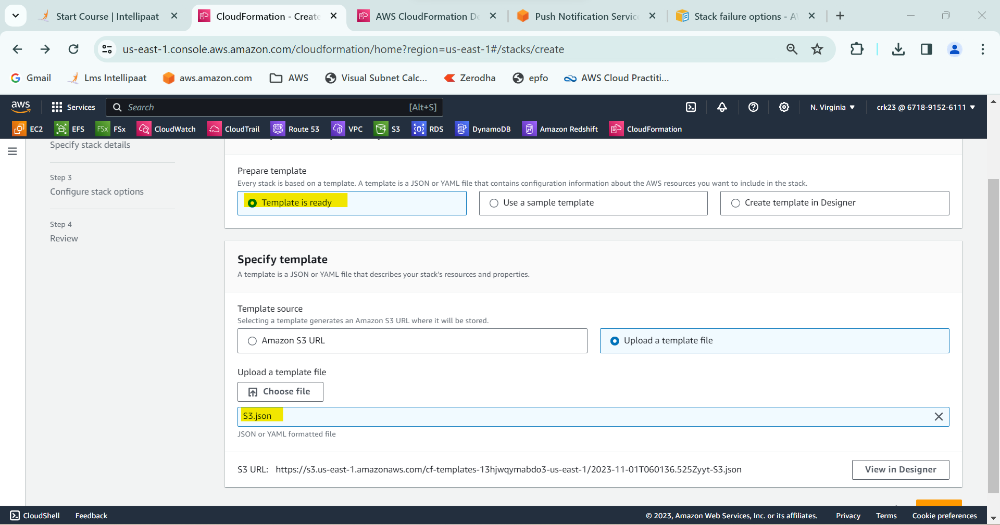 Start Course | Intellipaat
CloudFormation - Create
AWS CloudFormation De
Push Notification Service
Stack failure options - AW
us-east-1.console.aws.amazon.com/cloudformation/home?region=us-east-1#/stacks/create
Gmail
Lms Intellipaat
aws.amazon.com
AWS
Visual Subnet Calc...
Zerodha
epfo
AWS Cloud Practiti...
aws
Services
Search
[Alt+S]
N. Virginia
crk23 @ 6718-9152-6111
EC2
EFS
FSx
FSx
CloudWatch
CloudTrail
Route 53
VPC
S3
RDS
DynamoDB
Amazon Redshift
CloudFormation
Specify stack details
Step 3
Configure stack options
Step 4
Review
Prepare template
Every stack is based on a template. A template is a JSON or YAML file that contains configuration information about the AWS resources you want to include in the stack.
Template is ready
Use a sample template
Create template in Designer
Specify template
A template is a JSON or YAML file that describes your stack's resources and properties.
Template source
Selecting a template generates an Amazon S3 URL where it will be stored.
Amazon S3 URL
Upload a template file
Upload a template file
Choose file
S3.json
JSON or YAML formatted file
S3 URL: https://s3.us-east-1.amazonaws.com/cf-templates-13hjwqymabdo3-us-east-1/2023-11-01T060136.525Zyyt-S3.json
View in Designer
CloudShell
Feedback
© 2023, Amazon Web Services, Inc. or its affiliates.
Privacy
Terms
Cookie preferences